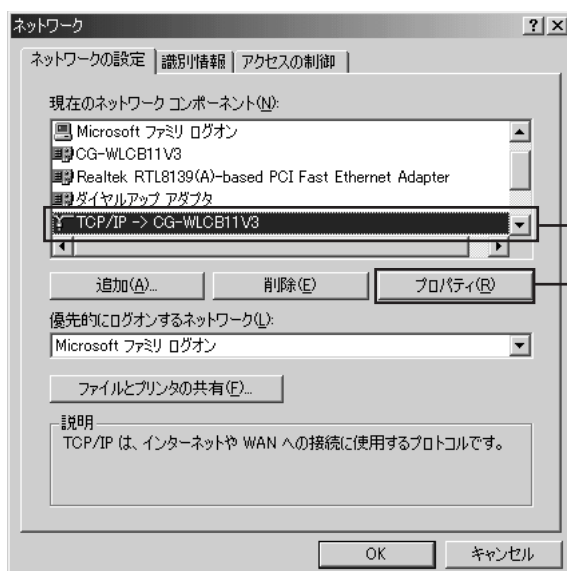 ネットワーク
ネットワークの設定 識別情報 アクセスの制御
現在のネットワーク コンポーネント(N):
Microsoft ファミリ ログオン
CG-WLCB11V3
Realtek RTL8139(A)-based PCI Fast Ethernet Adapter
ダイヤルアップ アダプタ
TCP/IP -> CG-WLCB11V3
追加(A)... 削除(E) プロパティ(R)
優先的にログオンするネットワーク(L):
Microsoft ファミリ ログオン
ファイルとプリンタの共有(F)...
説明
TCP/IP は、インターネットや WAN への接続に使用するプロトコルです。
OK キャンセル